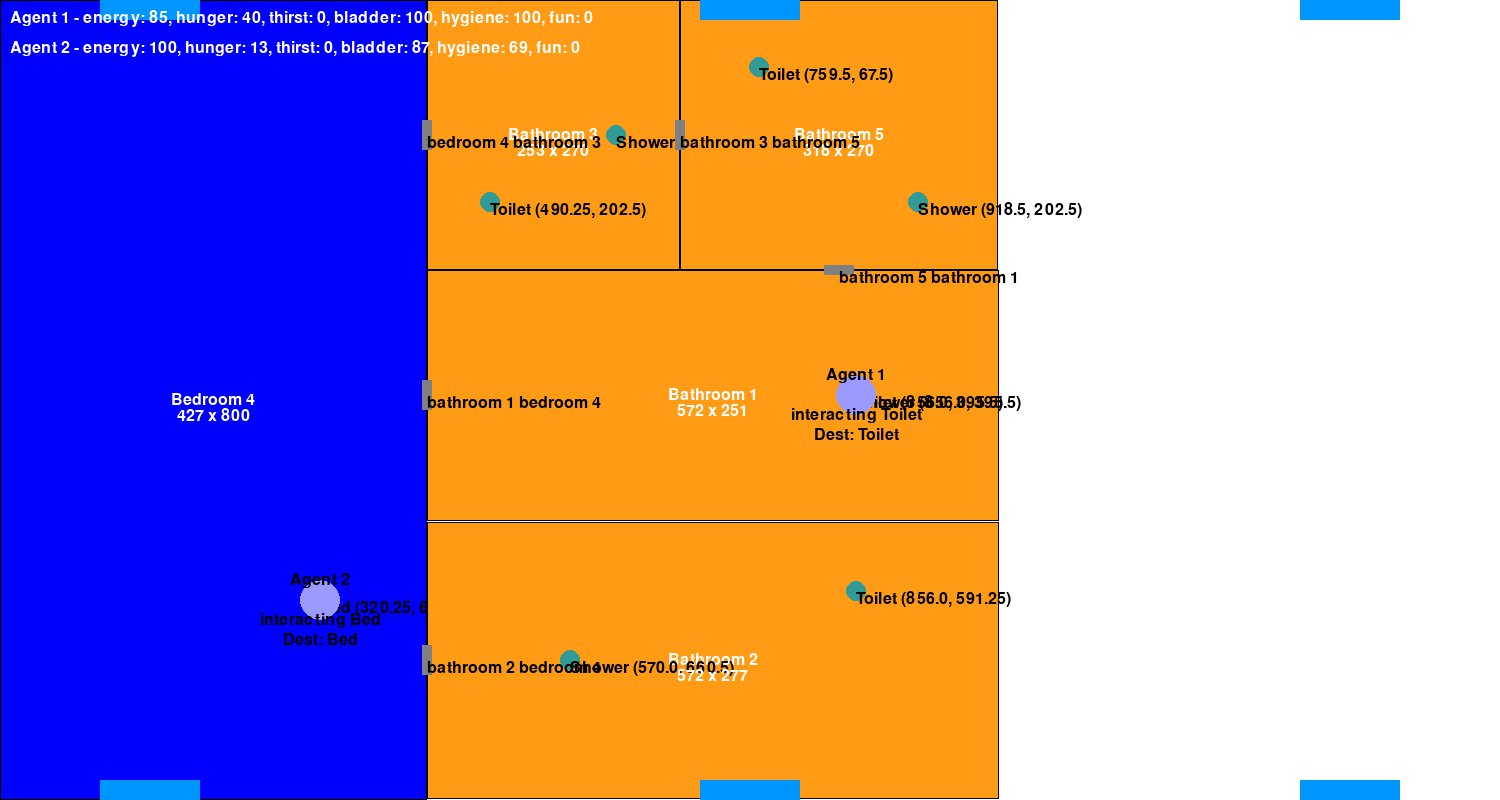 Agent 1 - energy: 85, hunger: 40, thirst: 0, bladder: 100, hygiene: 100, fun: 0
Agent 2 - energy: 100, hunger: 13, thirst: 0, bladder: 87, hygiene: 69, fun: 0
Toilet (759.5, 67.5)
Bathroom 3
253 x 270
Bathroom 5
318 x 270
bedroom 4 bathroom 3
Shower
bathroom 3 bathroom 5
Toilet (490.25, 202.5)
Shower (918.5, 202.5)
bathroom 5 bathroom 1
Agent 1
Bedroom 4
427 x 800
bathroom 1 bedroom 4
Bathroom 1
572 x 251
interacting Toilet
Dest: Toilet
Agent 2
(320.25,
interacting Bed
Dest: Bed
Toilet (856.0, 591.25)
bathroom 2 bedroom 4
Shower (570.0, 660.5)
Bathroom 2
572 x 277